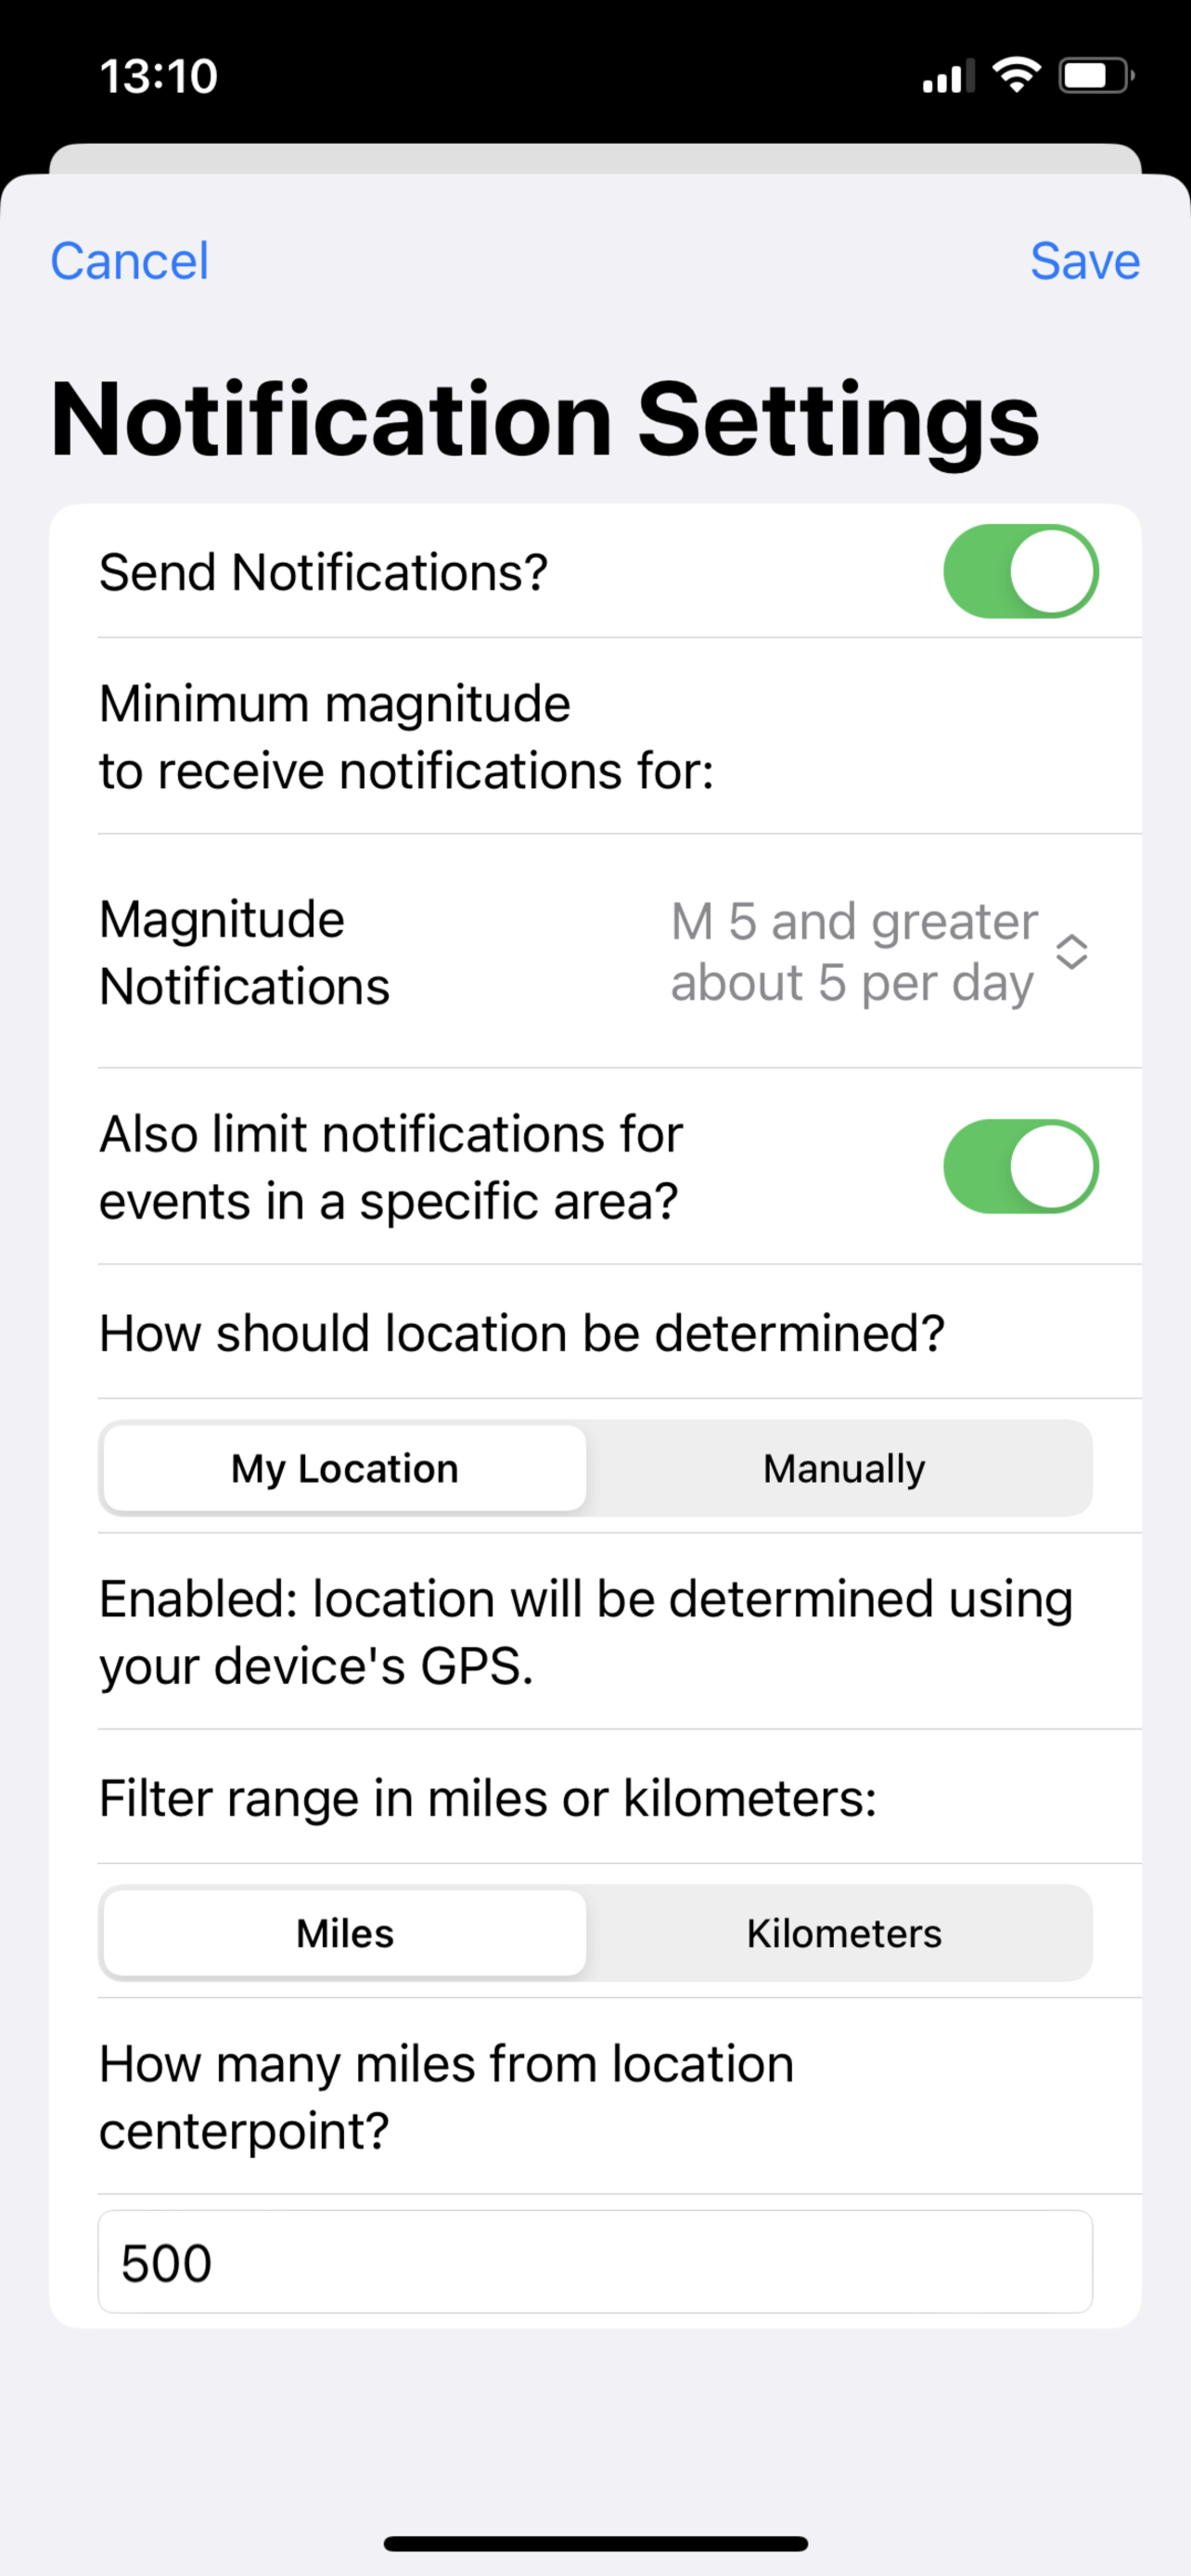 13:10
Cancel
Save
Notification Settings
Send Notifications?
Minimum magnitude
to receive notifications for:
Magnitude
Notifications
M 5 and greater
about 5 per day
Also limit notifications for
events in a specific area?
How should location be determined?
My Location
Manually
Enabled: location will be determined using
your device's GPS.
Filter range in miles or kilometers:
Miles
Kilometers
How many miles from location
centerpoint?
500